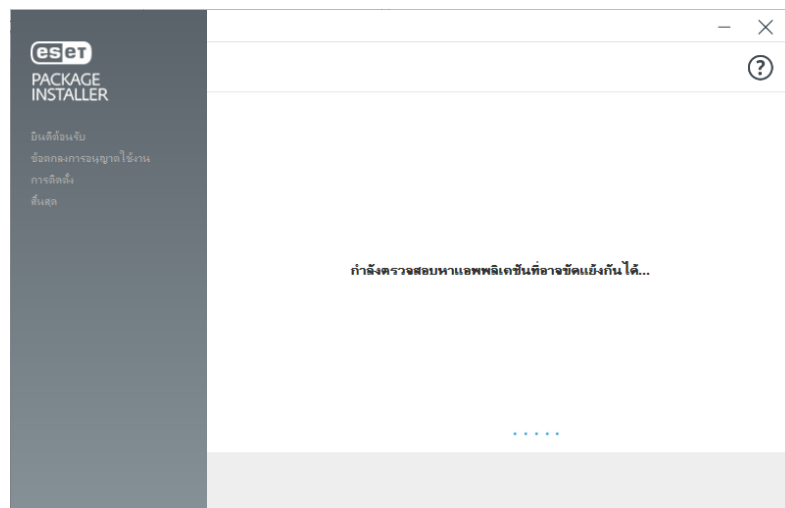 eset
PACKAGE
INSTALLER
ยินดีต้อนรับ
ข้อตกลงการอนุญาตใช้งาน
การติดตั้ง
สิ้นสุด
กำลังตรวจสอบหาแอพพลิเคชันที่อาจขัดแย้งกันได้...